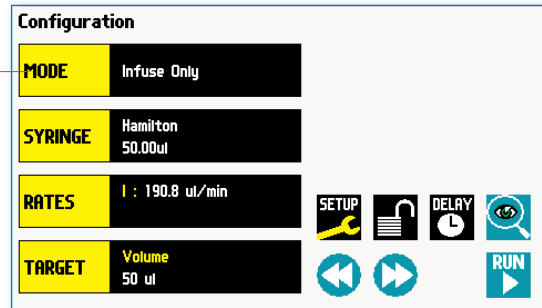 Configuration
MODE
Infuse Only
SYRINGE
Hamilton
50.00ul
RATES
I : 190.8 ul/min
TARGET
Volume
50 ul
SETUP
DELAY
RUN